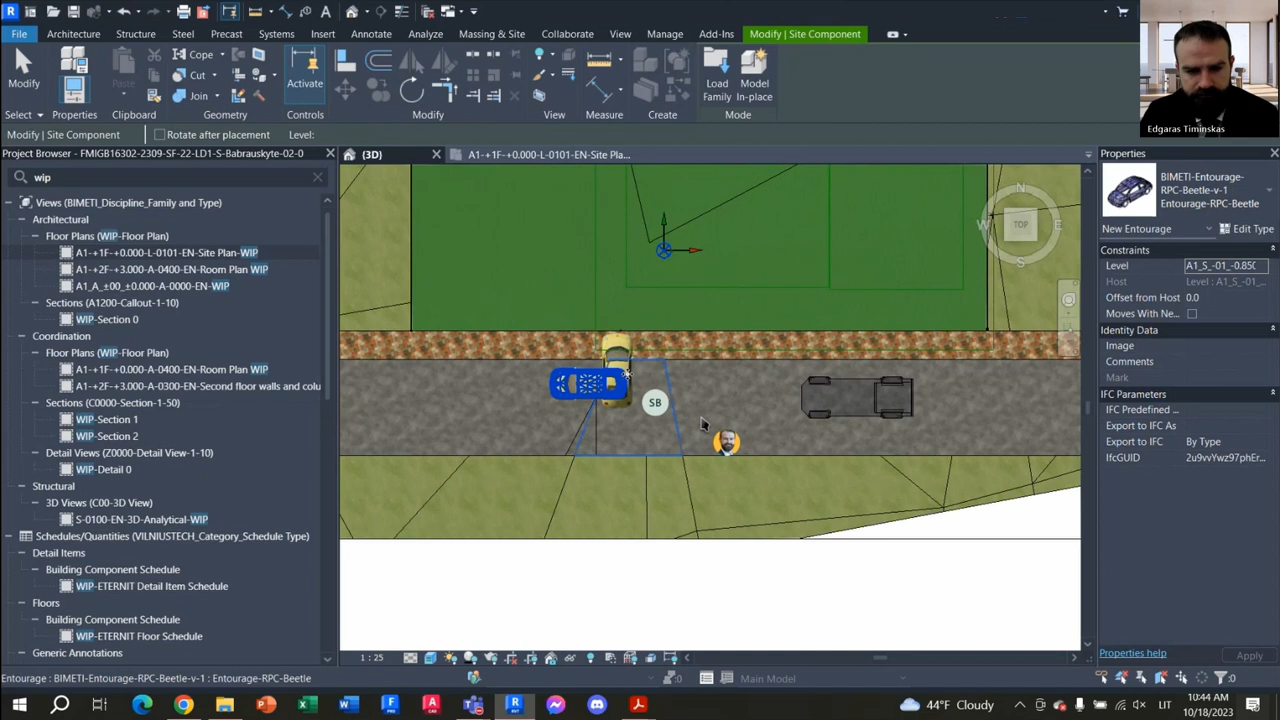 File
Architecture
Structure
Steel
Precast
Systems
Insert
Annotate
Analyze
Massing & Site
Collaborate
View
Manage
Add-Ins
Modify | Site Component
Modify
Paste
Cope
Cut
Join
Activate
Load
Family
Model
In-place
Select
Properties
Clipboard
Geometry
Controls
Modify
View
Measure
Create
Mode
Edgaras Timinskas
Modify | Site Component
Rotate after placement
Level:
Project Browser - FMIGB16302-2309-SF-22-LD1-S-Babrauskyte-02-0
(3D)
A1-+1F-+0.000-L-0101-EN-Site Pla...
wip
Views (BIMETI_Discipline_Family and Type)
Architectural
Floor Plans (WIP-Floor Plan)
A1-+1F-+0.000-L-0101-EN-Site Plan-WIP
A1-+2F-+3.000-A-0400-EN-Room Plan WIP
A1_A_±00_±0.000-A-0000-EN-WIP
Sections (A1200-Callout-1-10)
WIP-Section 0
Coordination
Floor Plans (WIP-Floor Plan)
A1-+1F-+0.000-A-0400-EN-Room Plan WIP
A1-+2F-+3.000-A-0300-EN-Second floor walls and colu
Sections (C0000-Section-1-50)
WIP-Section 1
WIP-Section 2
Detail Views (Z0000-Detail View-1-10)
WIP-Detail 0
Structural
3D Views (C00-3D View)
S-0100-EN-3D-Analytical-WIP
Schedules/Quantities (VILNIUSTECH_Category_Schedule Type)
Detail Items
Building Component Schedule
WIP-ETERNIT Detail Item Schedule
Floors
Building Component Schedule
WIP-ETERNIT Floor Schedule
Generic Annotations
N
W
TOP
E
S
SB
Properties
BIMETI-Entourage-
RPC-Beetle-v-1
Entourage-RPC-Beetle
New Entourage
Edit Type
Constraints
Level
A1_S_-01_-0.85(
Host
Level : A1_S_-01_...
Offset from Host
0.0
Moves With Ne...
Identity Data
Image
Comments
Mark
IFC Parameters
IFC Predefined ...
Export to IFC As
Export to IFC
By Type
IfcGUID
2u9vvYwz97phEr...
Properties help
Apply
1 : 25
Entourage : BIMETI-Entourage-RPC-Beetle-v-1 : Entourage-RPC-Beetle
:0
Main Model
:0
44°F Cloudy
LIT
10:44 AM
10/18/2023